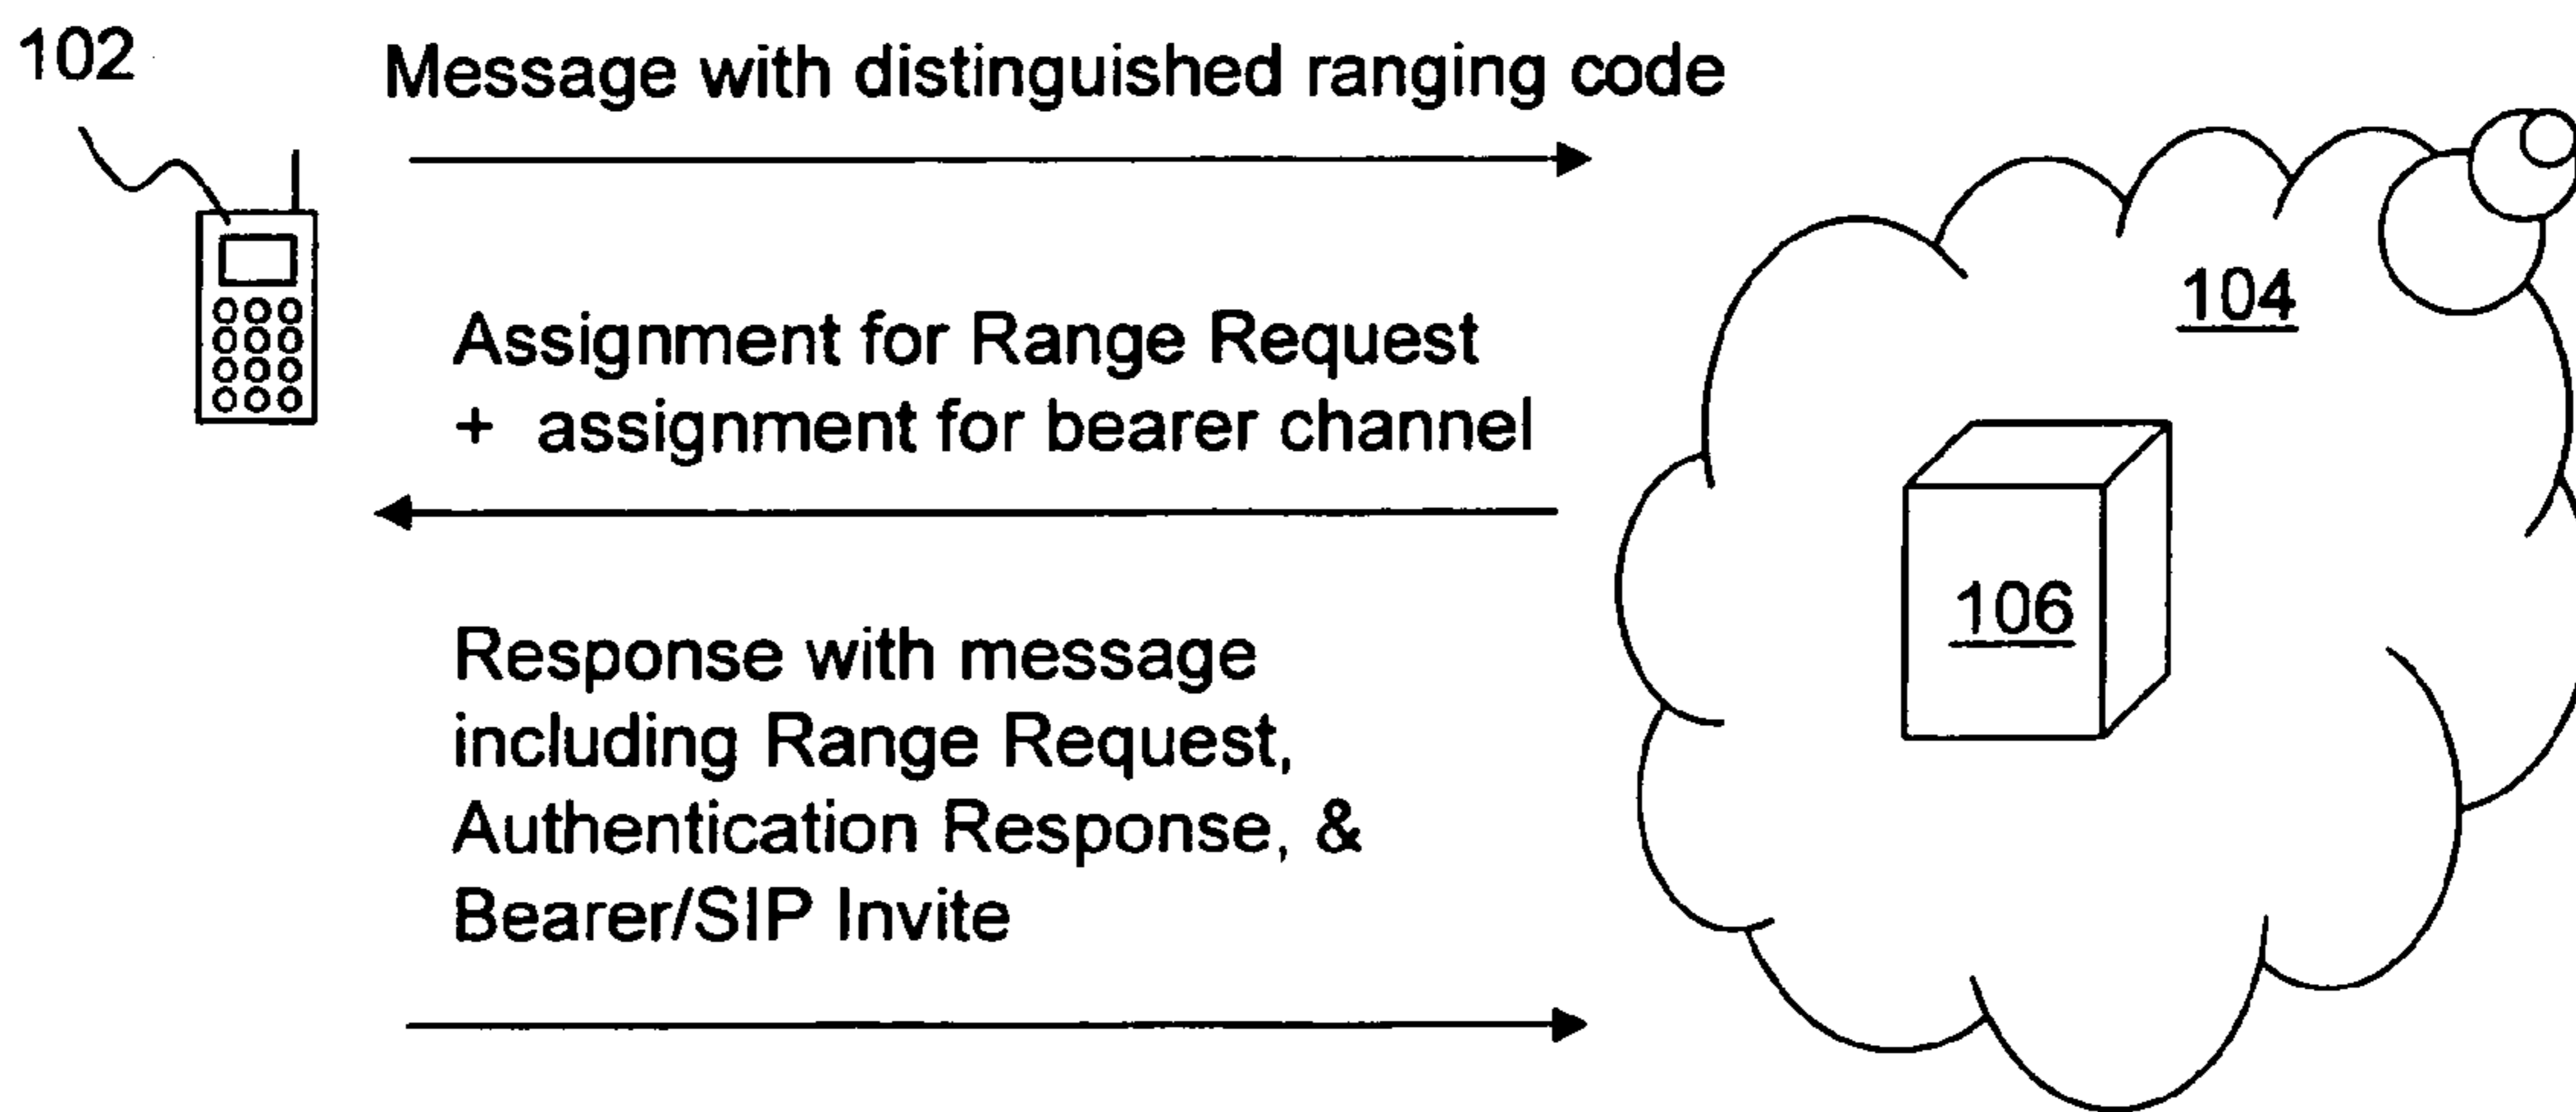 102
Message with distinguished ranging code
104
Assignment for Range Request
+ assignment for bearer channel
106
Response with message
including Range Request,
Authentication Response, &
Bearer/SIP Invite